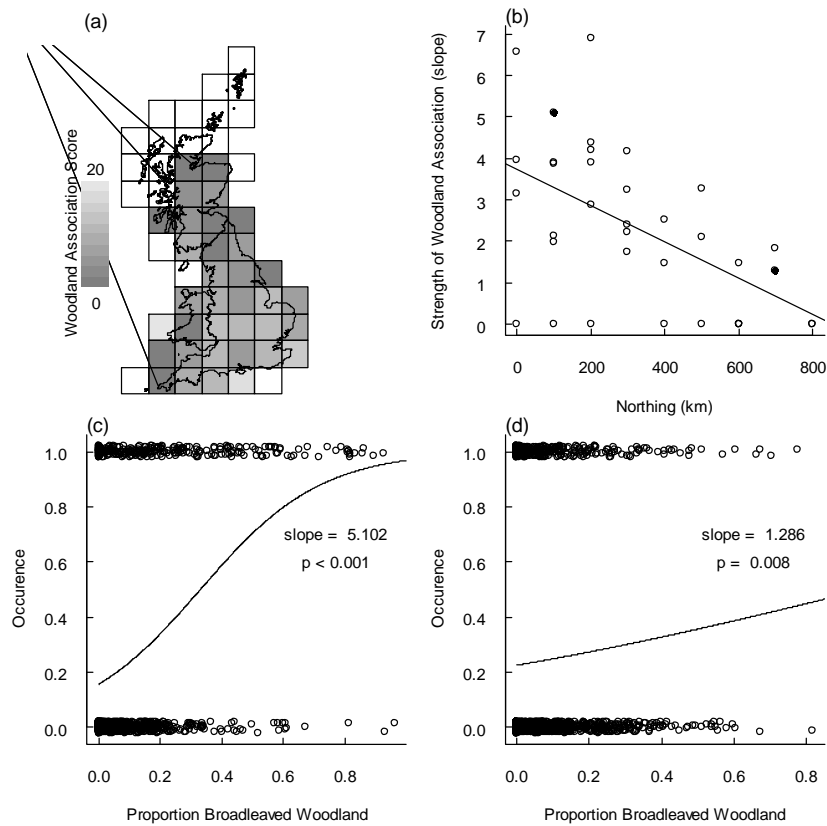 (a)
Woodland Association Score
20
0
(b)
Strength of Woodland Association (slope)
7
6
5
4
3
2
1
0
0 200 400 600 800
Northing (km)
(c)
Occurence
1.0
0.8
0.6
0.4
0.2
0.0
slope = 5.102
p < 0.001
0.0 0.2 0.4 0.6 0.8
Proportion Broadleaved Woodland
(d)
Occurence
1.0
0.8
0.6
0.4
0.2
0.0
slope = 1.286
p = 0.008
0.0 0.2 0.4 0.6 0.8
Proportion Broadleaved Woodland